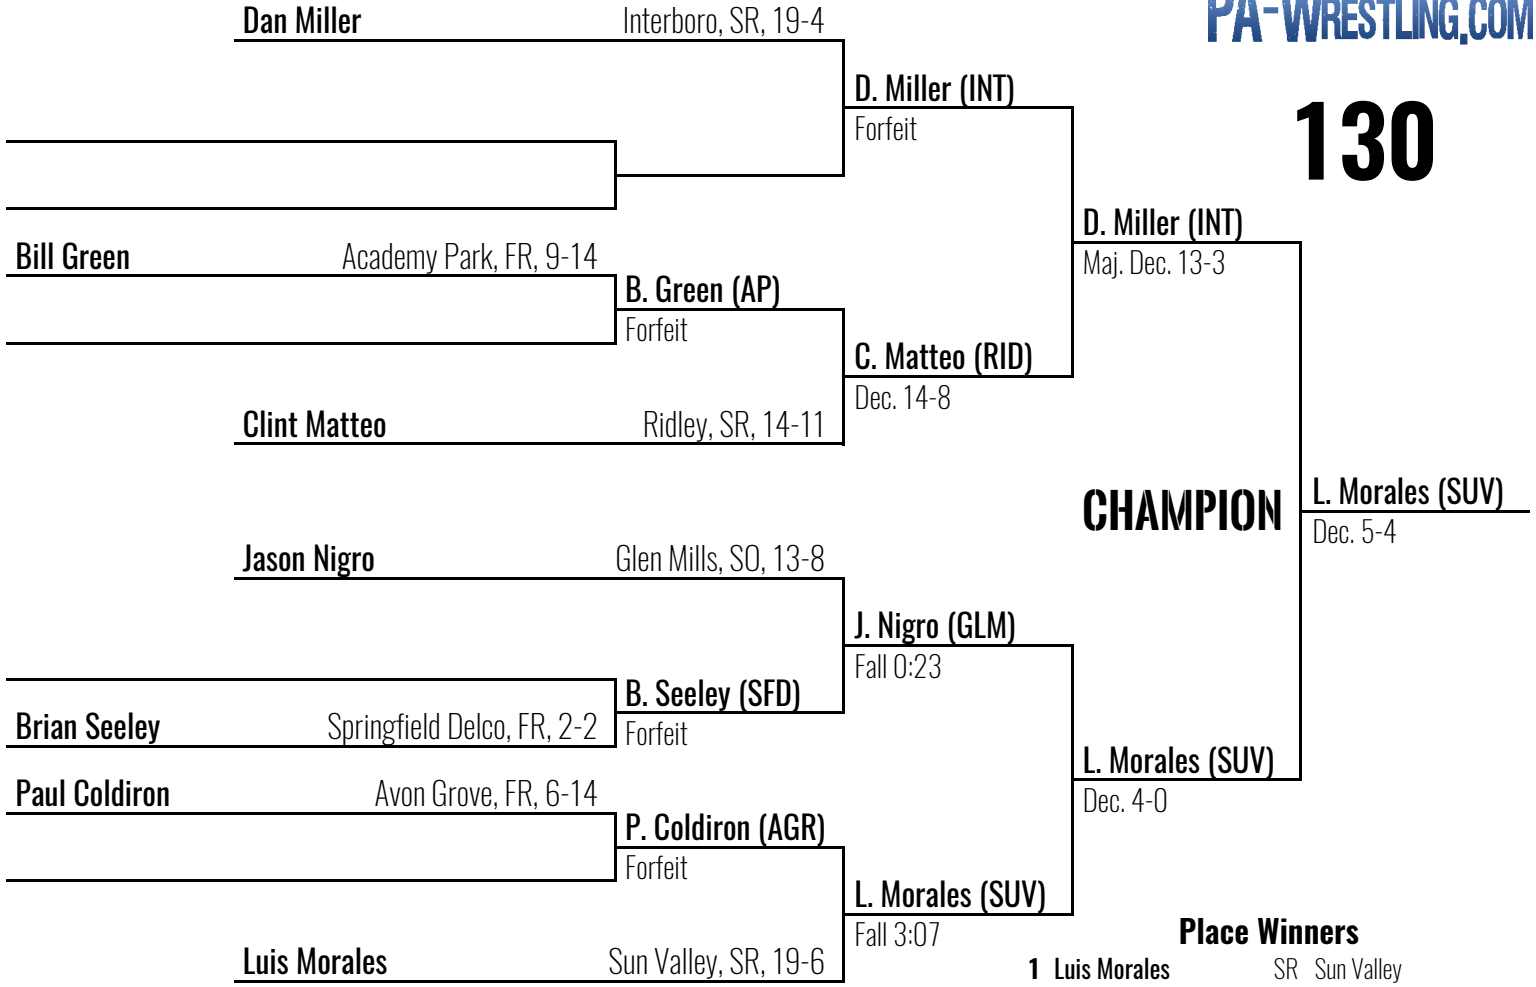 Dan Miller Interboro, SR, 19-4
PA-WRESTLING.COM
D. Miller (INT)
Forfeit
130
D. Miller (INT)
Maj. Dec. 13-3
Bill Green Academy Park, FR, 9-14
B. Green (AP)
Forfeit
C. Matteo (RID)
Dec. 14-8
Clint Matteo Ridley, SR, 14-11
CHAMPION
L. Morales (SUV)
Dec. 5-4
Jason Nigro Glen Mills, SO, 13-8
J. Nigro (GLM)
Fall 0:23
B. Seeley (SFD)
Forfeit
Brian Seeley Springfield Delco, FR, 2-2
L. Morales (SUV)
Dec. 4-0
Paul Coldiron Avon Grove, FR, 6-14
P. Coldiron (AGR)
Forfeit
L. Morales (SUV)
Fall 3:07
Luis Morales Sun Valley, SR, 19-6
Place Winners
1 Luis Morales SR Sun Valley